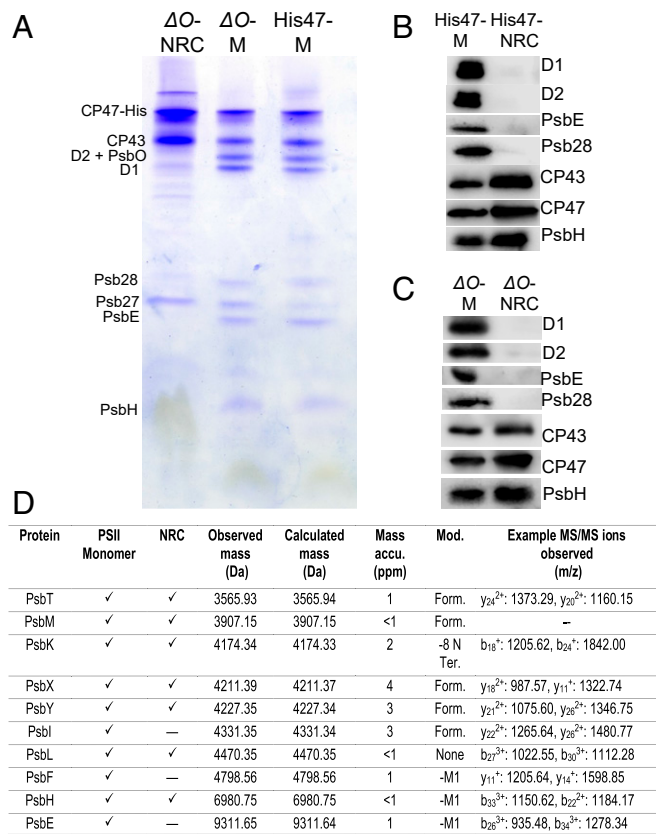 A
ΔO-
NRC
ΔO-
M
His47-
M
CP47-His
CP43
D2 + PsbO
D1
Psb28
Psb27
PsbE
PsbH
B
His47- His47-
M NRC
D1
D2
PsbE
Psb28
CP43
CP47
PsbH
C
ΔO- ΔO-
M NRC
D1
D2
PsbE
Psb28
CP43
CP47
PsbH
D
Protein PSII Monomer NRC Observed mass (Da) Calculated mass (Da) Mass accu. (ppm) Mod. Example MS/MS ions observed (m/z)
PsbT ✓ ✓ 3565.93 3565.94 1 Form. y₂₄²⁺: 1373.29, y₂₀²⁺: 1160.15
PsbM ✓ ✓ 3907.15 3907.15 <1 Form. --
PsbK ✓ ✓ 4174.34 4174.33 2 -8 N Ter. b₁₈⁺: 1205.62, b₂₄⁺: 1842.00
PsbX ✓ ✓ 4211.39 4211.37 4 Form. y₁₈²⁺: 987.57, y₁₁⁺: 1322.74
PsbY ✓ ✓ 4227.35 4227.34 3 Form. y₂₁²⁺: 1075.60, y₂₆²⁺: 1346.75
PsbI ✓ — 4331.35 4331.34 3 Form. y₂₂²⁺: 1265.64, y₂₆²⁺: 1480.77
PsbL ✓ ✓ 4470.35 4470.35 <1 None b₂₇³⁺: 1022.55, b₃₀³⁺: 1112.28
PsbF ✓ — 4798.56 4798.56 1 -M1 y₁₁⁺: 1205.64, y₁₄⁺: 1598.85
PsbH ✓ ✓ 6980.75 6980.75 <1 -M1 b₃₃³⁺: 1150.62, b₂₂²⁺: 1184.17
PsbE ✓ — 9311.65 9311.64 1 -M1 b₂₆³⁺: 935.48, b₃₄³⁺: 1278.34